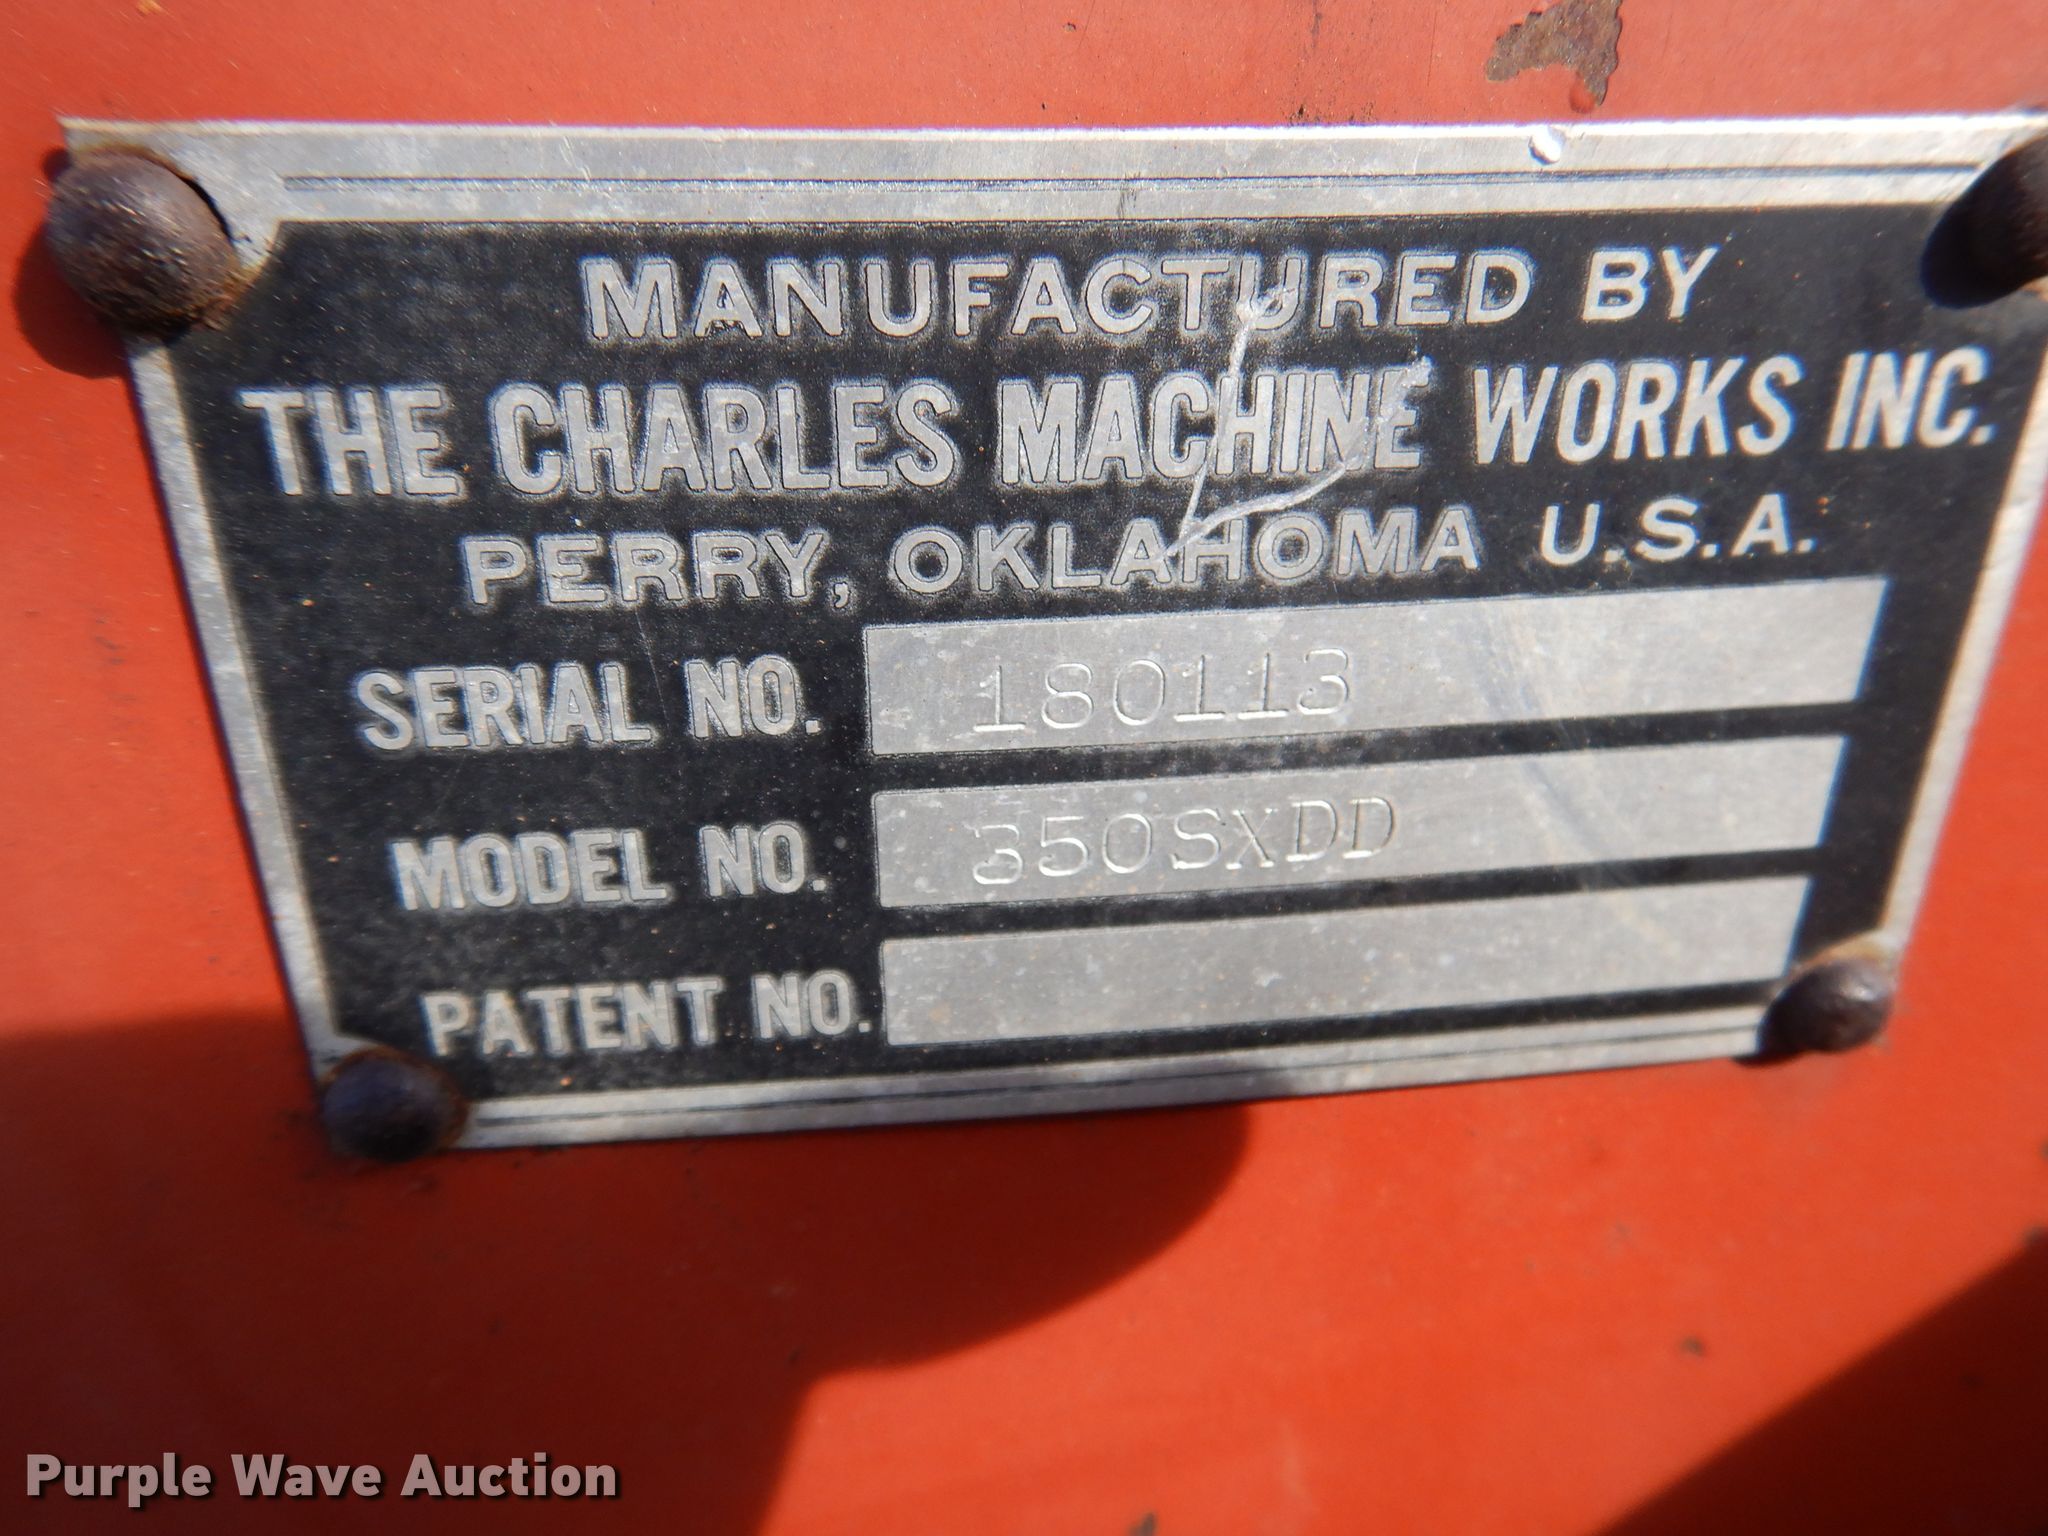 MANUFACTURED BY
THE CHARLES MACHINE WORKS INC.
PERRY, OKLAHOMA U.S.A.
SERIAL NO. 180113
MODEL NO. 350SXDD
PATENT NO.
Purple Wave Auction